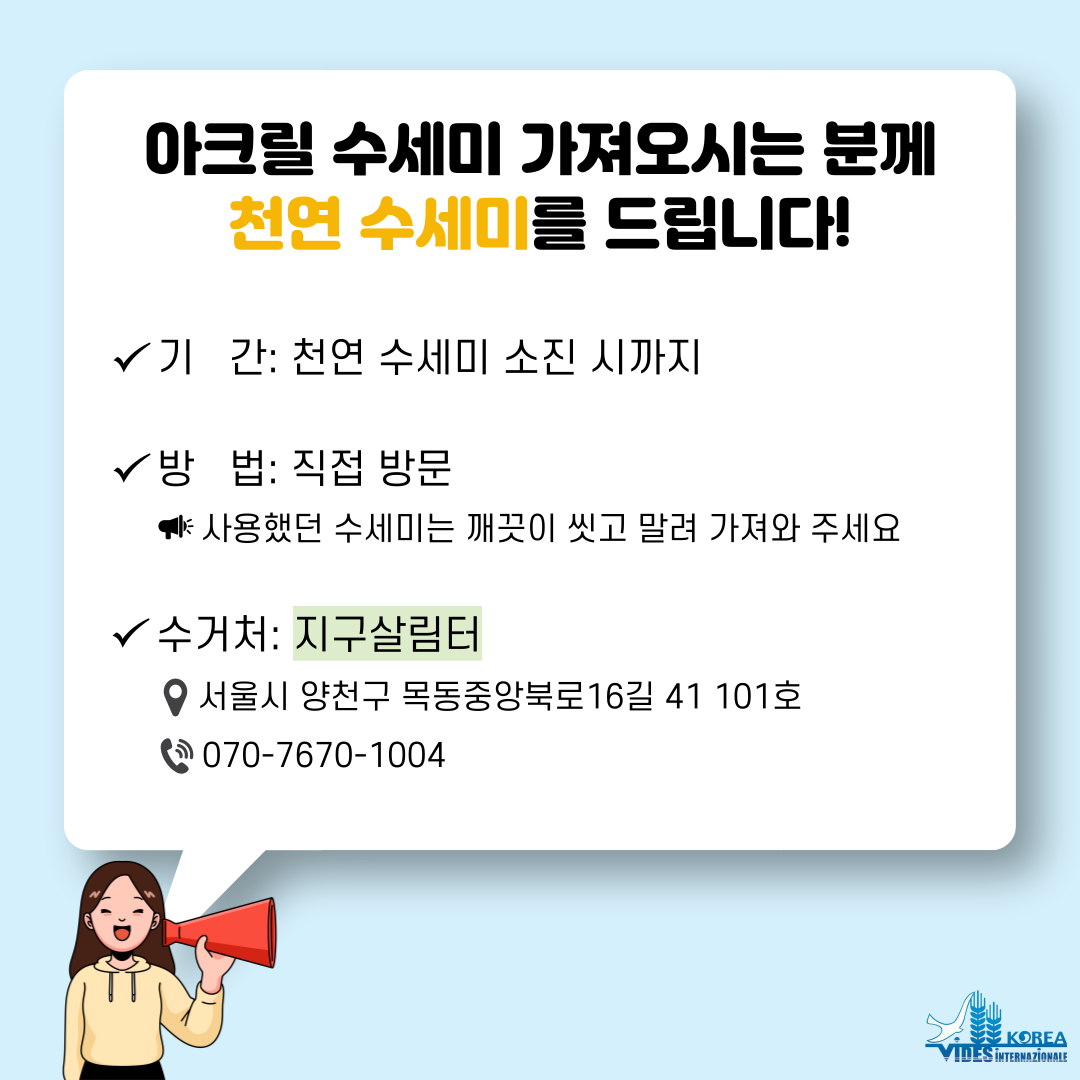 아크릴 수세미 가져오시는 분께
천연 수세미를 드립니다!
기 간: 천연 수세미 소진 시까지
방 법: 직접 방문
사용했던 수세미는 깨끗이 씻고 말려 가져와 주세요
수거처: 지구살림터
서울시 양천구 목동중앙북로16길 41 101호
070-7670-1004
KOREA
VIDES INTERNAZIONALE